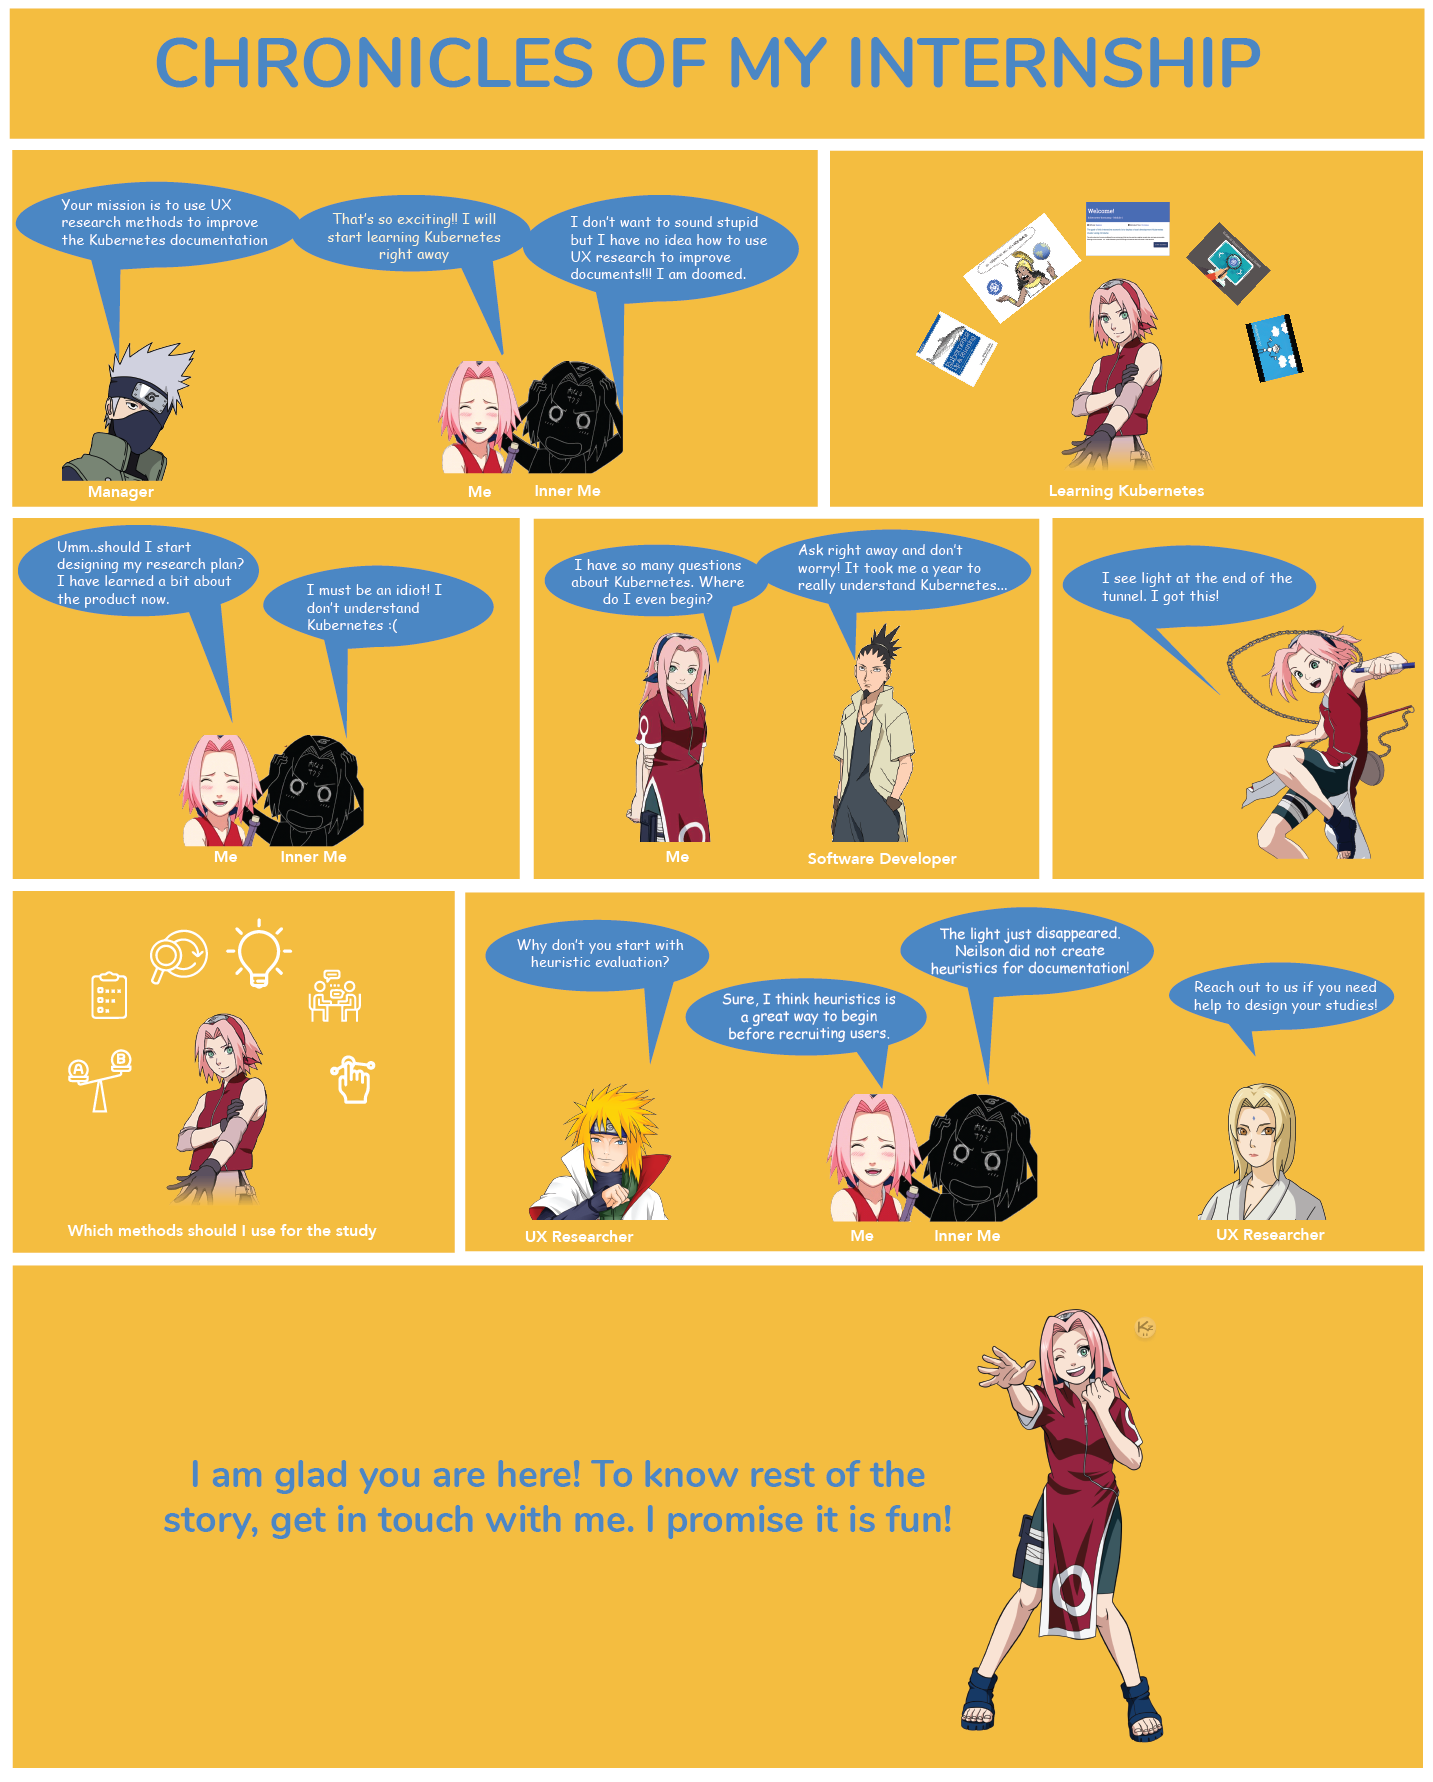 CHRONICLES OF MY INTERNSHIP
Your mission is to use UX
research methods to improve
the Kubernetes documentation
That's so exciting!! I will
start learning Kubernetes
right away
I don't want to sound stupid
but I have no idea how to use
UX research to improve
documents!!! I am doomed.
Manager
Me
Inner Me
Welcome!
Learning Kubernetes
Umm..should I start
designing my research plan?
I have learned a bit about
the product now.
I must be an idiot! I
don't understand
Kubernetes :(
Me
Inner Me
I have so many questions
about Kubernetes. Where
do I even begin?
Ask right away and don't
worry! It took me a year to
really understand Kubernetes...
Me
Software Developer
I see light at the end of the
tunnel. I got this!
A
B
Which methods should I use for the study
Why don't you start with
heuristic evaluation?
Sure, I think heuristics is
a great way to begin
before recruiting users.
The light just disappeared.
Neilson did not create
heuristics for documentation!
Reach out to us if you need
help to design your studies!
UX Researcher
Me
Inner Me
UX Researcher
I am glad you are here! To know rest of the
story, get in touch with me. I promise it is fun!